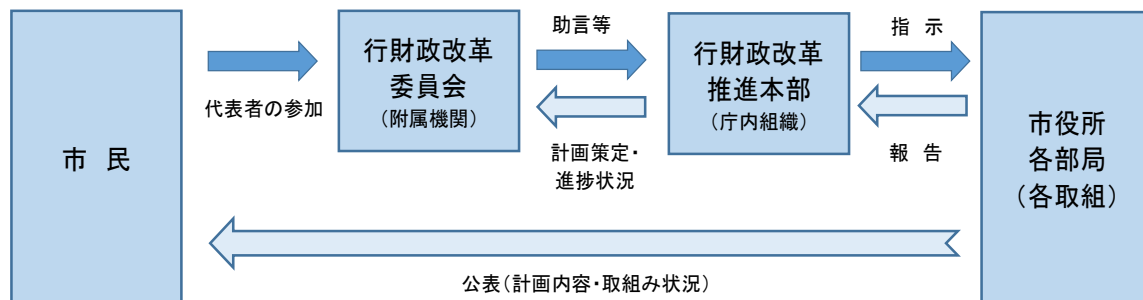 市 民
代表者の参加
行財政改革
委員会
（附属機関）
助言等
計画策定・
進捗状況
行財政改革
推進本部
（庁内組織）
指 示
報 告
市役所
各部局
（各取組）
公表（計画内容・取組み状況）